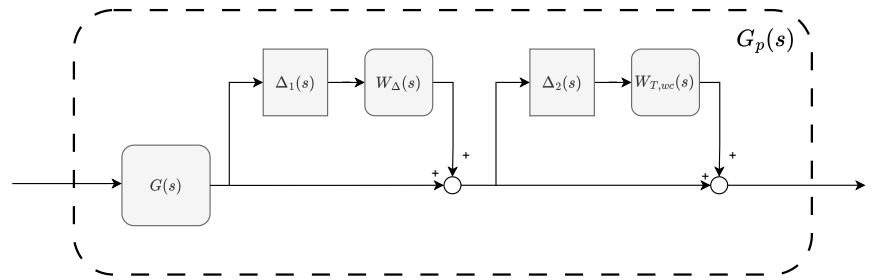 G_p(s)
Δ_1(s)
W_Δ(s)
Δ_2(s)
W_{T,wc}(s)
+
+
+
+
G(s)